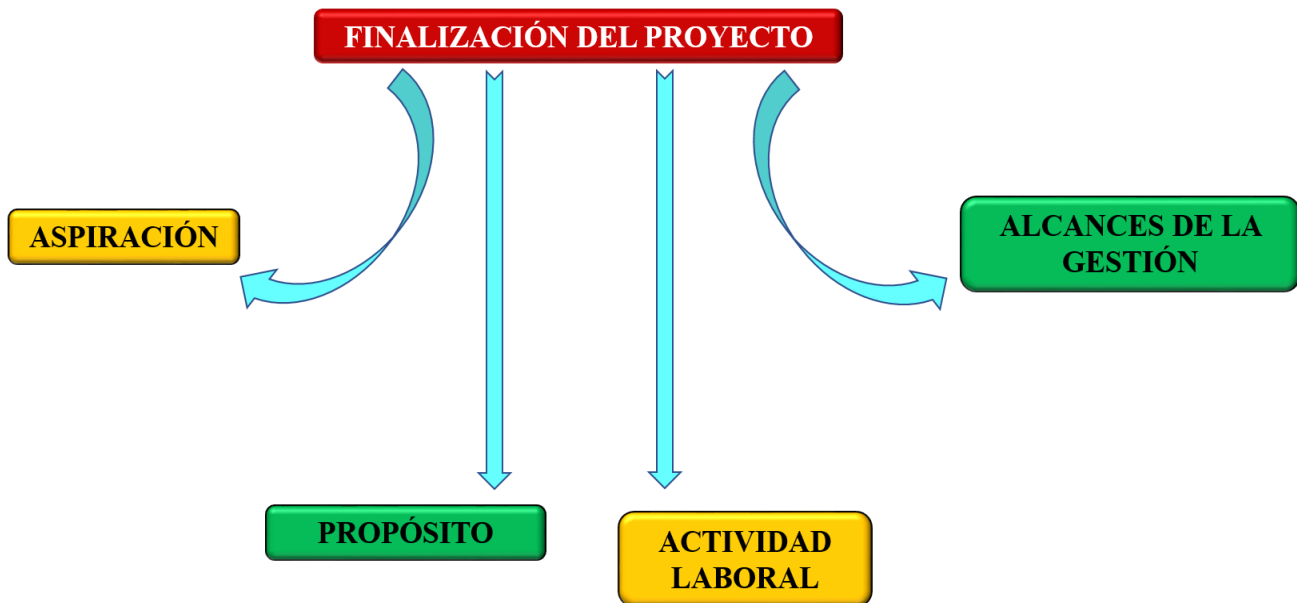 FINALIZACIÓN DEL PROYECTO
ASPIRACIÓN
ALCANCES DE LA
GESTIÓN
PROPÓSITO
ACTIVIDAD
LABORAL